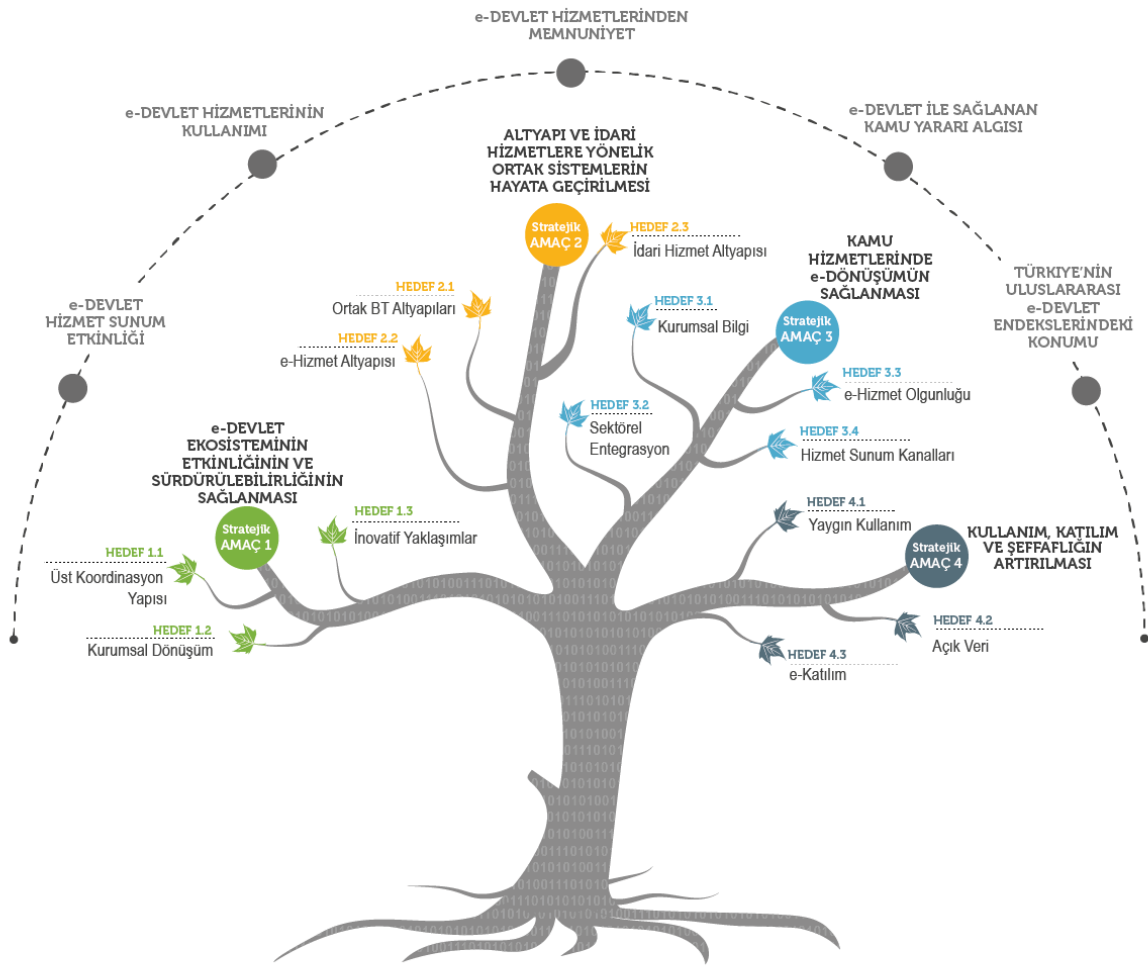 e-DEVLET HİZMETLERİNDEN
MEMNUNİYET
e-DEVLET HİZMETLERİNİN
KULLANIMI
e-DEVLET İLE SAĞLANAN
KAMU YARARI ALGISI
e-DEVLET
HİZMET SUNUM
ETKİNLİĞİ
TÜRKIYE'NİN
ULUSLARARASI
e-DEVLET
ENDEKSLERİNDEKİ
KONUMU
ALTYAPI VE İDARİ
HİZMETLERE YÖNELİK
ORTAK SİSTEMLERİN
HAYATA GEÇİRİLMESİ
Stratejik
AMAÇ 2
HEDEF 2.3
İdari Hizmet Altyapısı
HEDEF 2.1
Ortak BT Altyapıları
HEDEF 2.2
e-Hizmet Altyapısı
KAMU
HİZMETLERİNDE
e-DÖNÜŞÜMÜN
SAĞLANMASI
Stratejik
AMAÇ 3
HEDEF 3.1
Kurumsal Bilgi
HEDEF 3.2
Sektörel
Entegrasyon
HEDEF 3.3
e-Hizmet Olgunluğu
HEDEF 3.4
Hizmet Sunum Kanalları
e-DEVLET
EKOSİSTEMİNİN
ETKİNLİĞİNİN VE
SÜRDÜRÜLEBİLİRLİĞİNİN
SAĞLANMASI
Stratejik
AMAÇ 1
HEDEF 1.1
Üst Koordinasyon
Yapısı
HEDEF 1.2
Kurumsal Dönüşüm
HEDEF 1.3
İnovatif Yaklaşımlar
KULLANIM, KATILIM
VE ŞEFFAFLIĞIN
ARTIRILMASI
Stratejik
AMAÇ 4
HEDEF 4.1
Yaygın Kullanım
HEDEF 4.2
Açık Veri
HEDEF 4.3
e-Katılım